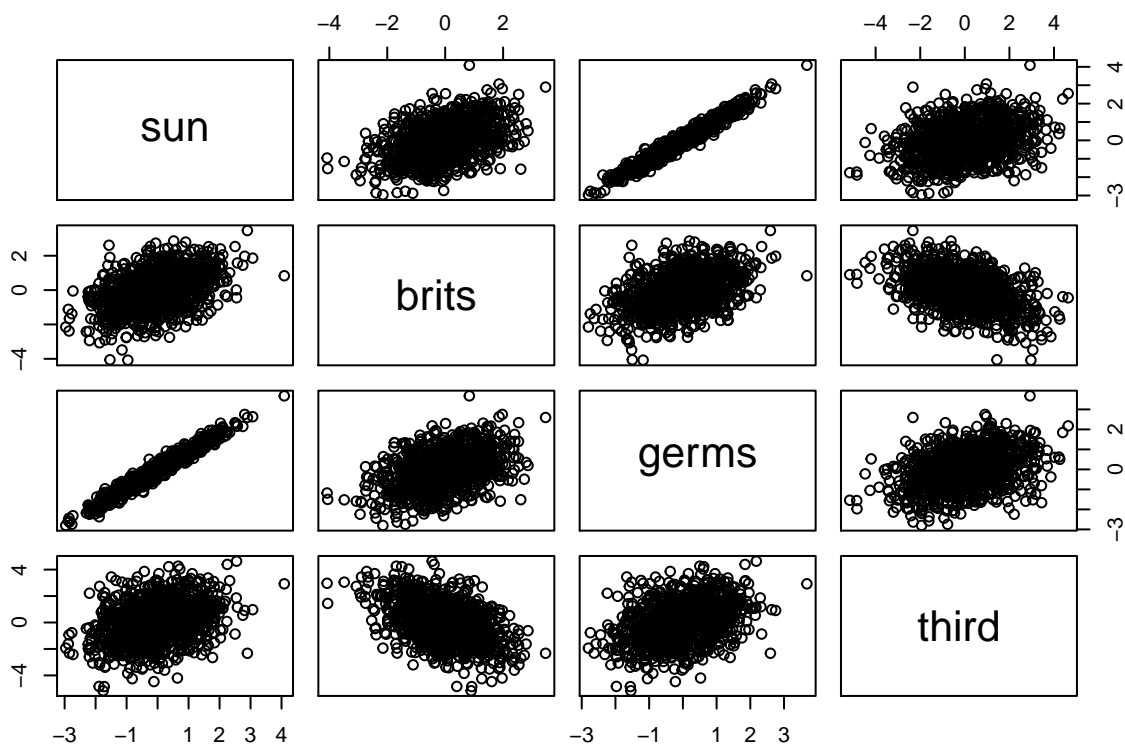 −4 −2 0 2 −4 −2 0 2 4
sun −3 0 2 4
−4 0 2 brits
germs −3 0 2
−4 0 2 4 third
−3 −1 1 2 3 4 −3 −1 1 2 3